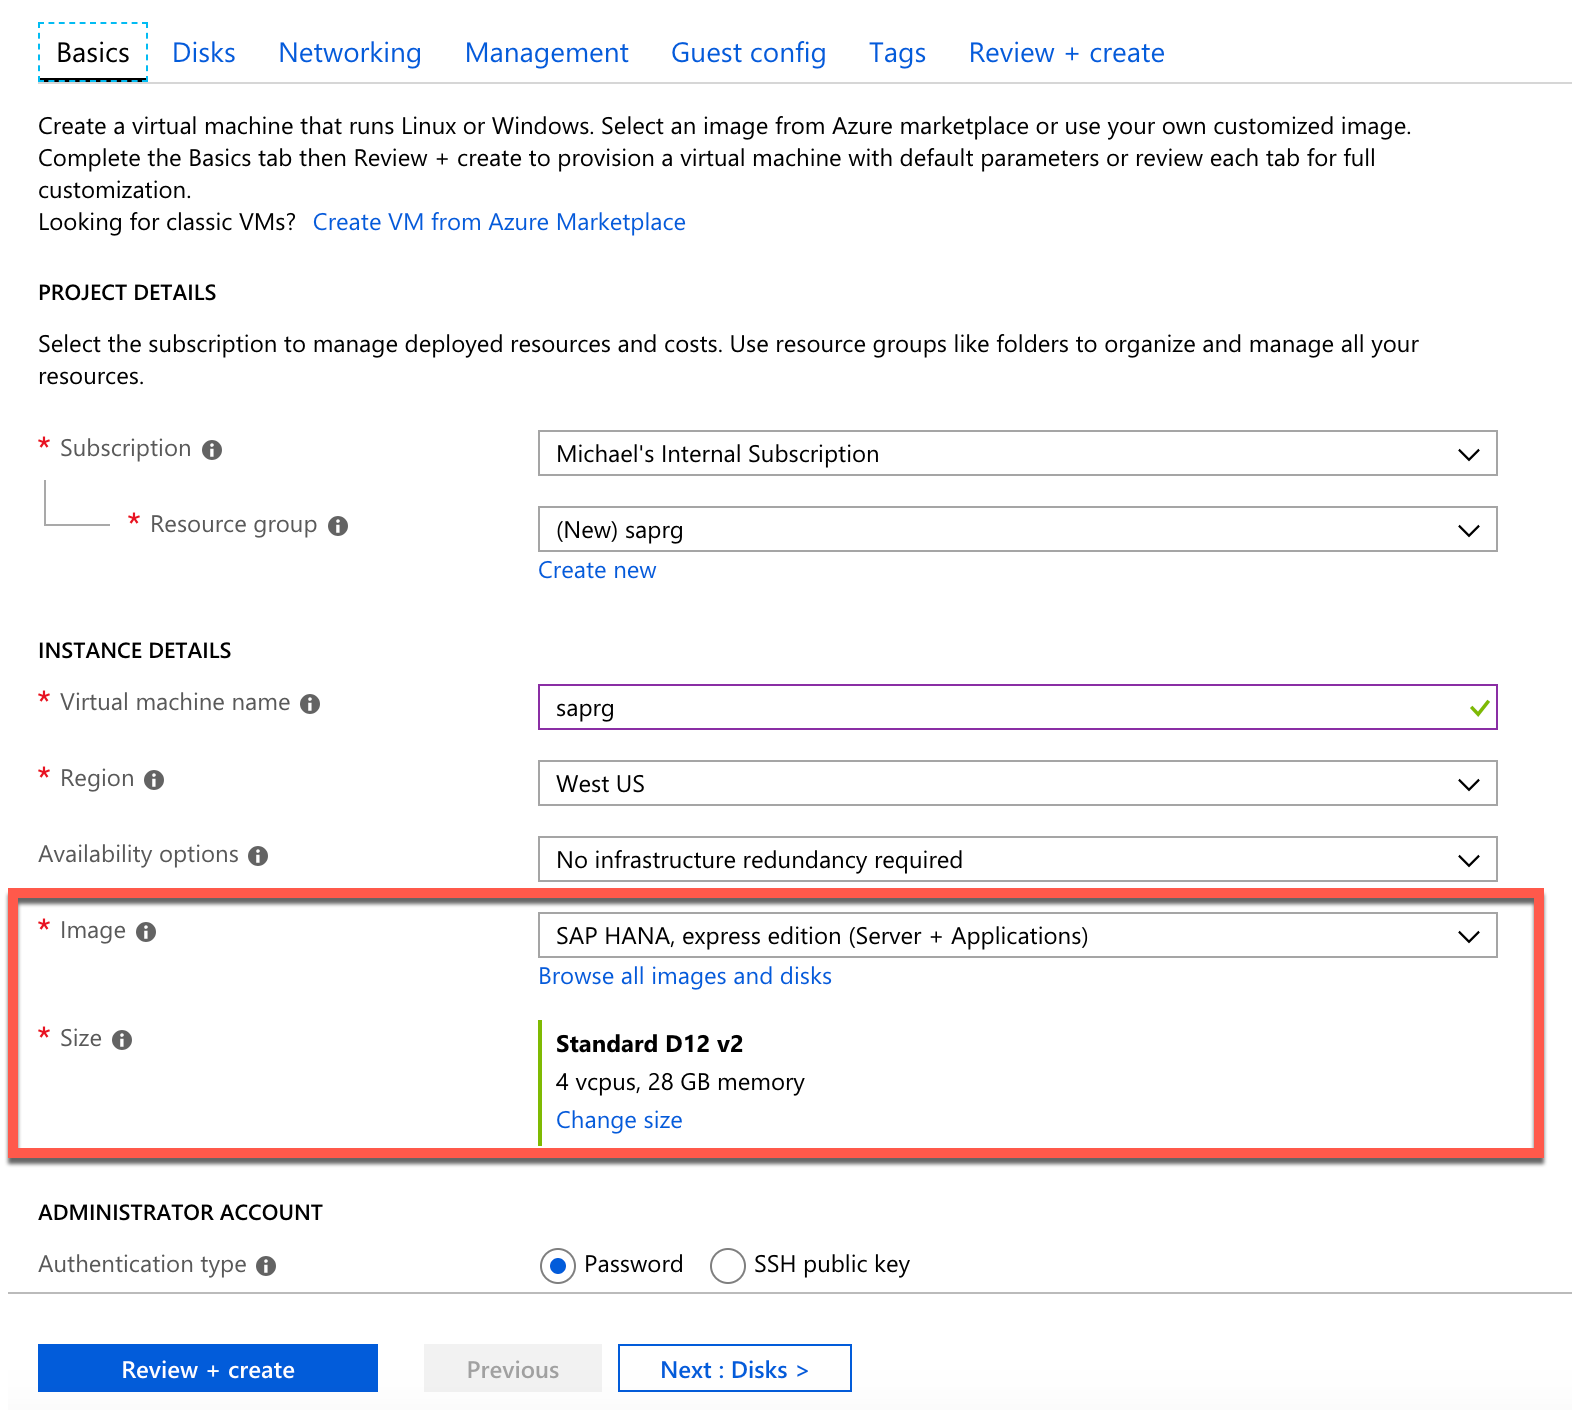 Basics Disks Networking Management Guest config Tags Review + create
Create a virtual machine that runs Linux or Windows. Select an image from Azure marketplace or use your own customized image.
Complete the Basics tab then Review + create to provision a virtual machine with default parameters or review each tab for full
customization.
Looking for classic VMs? Create VM from Azure Marketplace
PROJECT DETAILS
Select the subscription to manage deployed resources and costs. Use resource groups like folders to organize and manage all your
resources.
* Subscription Michael's Internal Subscription
* Resource group (New) saprg
Create new
INSTANCE DETAILS
* Virtual machine name saprg
* Region West US
Availability options No infrastructure redundancy required
* Image SAP HANA, express edition (Server + Applications)
Browse all images and disks
* Size Standard D12 v2
4 vcpus, 28 GB memory
Change size
ADMINISTRATOR ACCOUNT
Authentication type Password SSH public key
Review + create Previous Next : Disks >